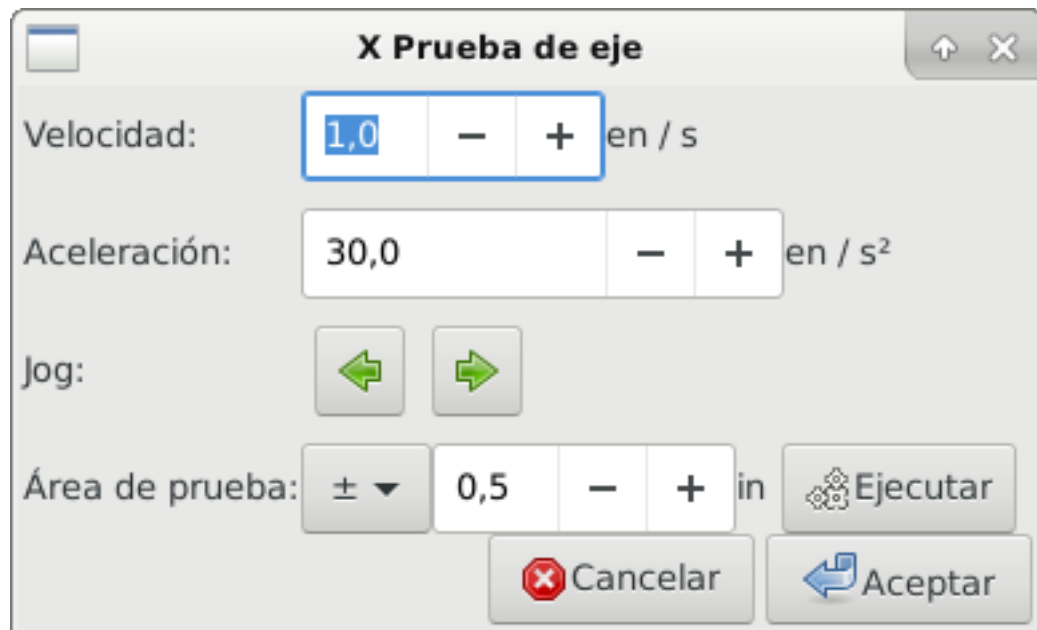 X Prueba de eje
Velocidad: 1,0 − + en / s
Aceleración: 30,0 − + en / s²
Jog:
Área de prueba: ± 0,5 − + in Ejecutar
Cancelar Aceptar